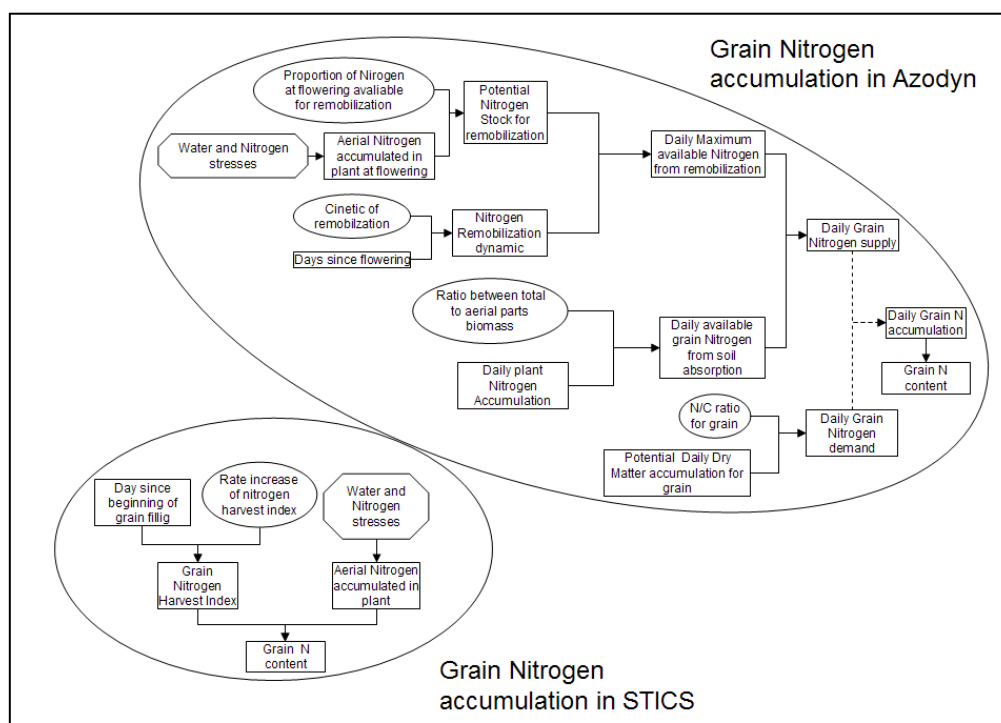 Grain Nitrogen
accumulation in Azodyn
Proportion of Nirogen
at flowering avaliable
for remobilization
Potential
Nitrogen
Stock for
remobilization
Water and Nitrogen
stresses
Aerial Nitrogen
accumulated in
plant at flowering
Daily Maximum
available Nitrogen
from remobilization
Cinetic of
remobilzation
Days since flowering
Nitrogen
Remobilization
dynamic
Daily Grain
Nitrogen supply
Ratio between total
to aerial parts
biomass
Daily plant
Nitrogen
Accumulation
Daily available
grain Nitrogen
from soil
absorption
Daily Grain N
accumulation
Grain N
content
N/C ratio
for grain
Potential Daily Dry
Matter accumulation for
grain
Daily Grain
Nitrogen
demand
Day since
beginning of
grain fillig
Rate increase
of nitrogen
harvest index
Water and
Nitrogen
stresses
Grain
Nitrogen
Harvest Index
Aerial Nitrogen
accumulated in
plant
Grain N
content
Grain Nitrogen
accumulation in STICS